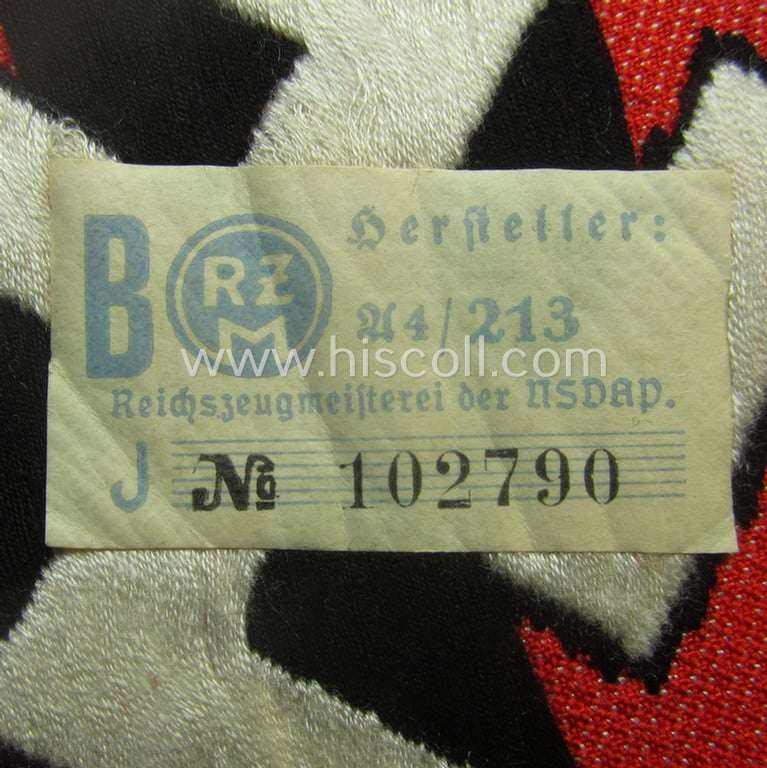 B RZM Hersteller:
A4/213
www.hiscoll.com
Reichszeugmeisterei der NSDAP.
J No 102790